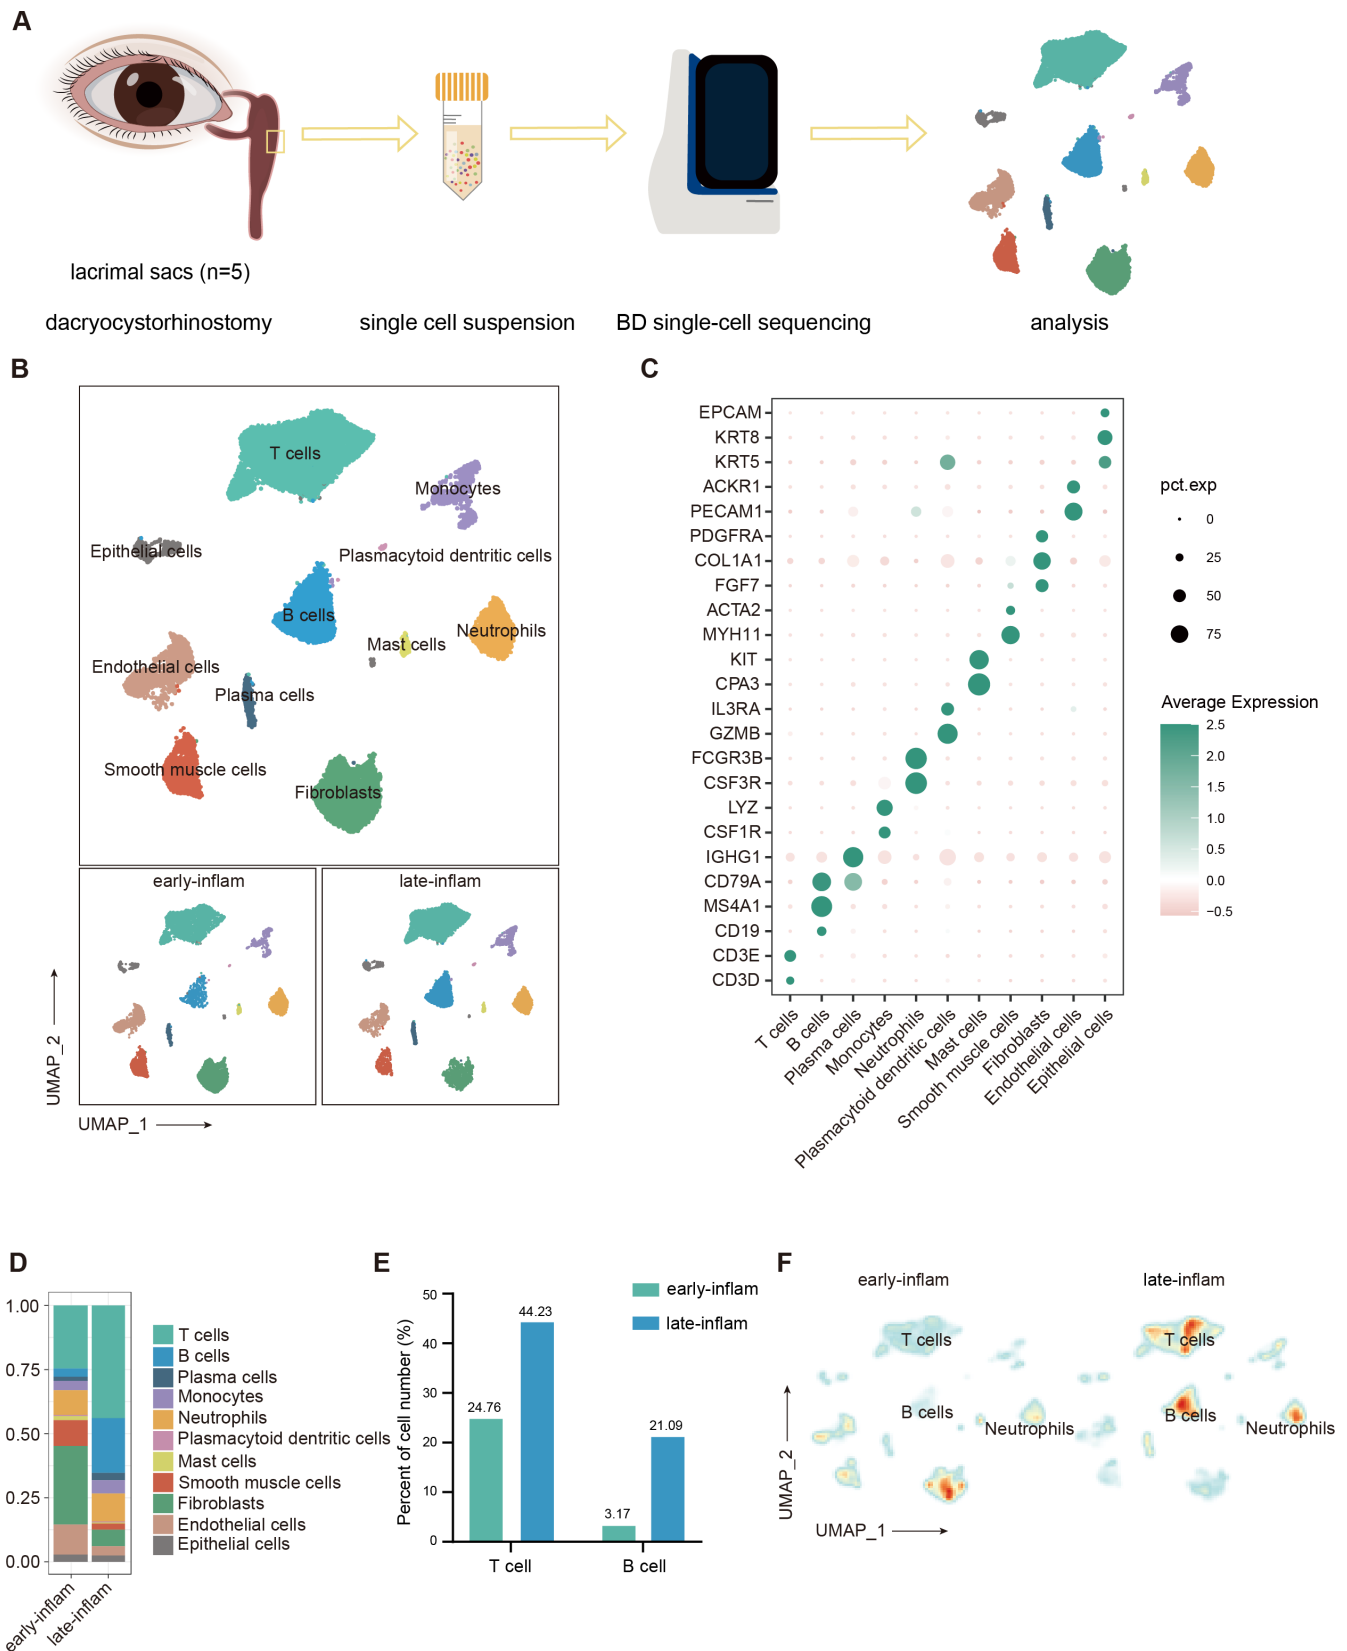 A
lacrimal sacs (n=5)
dacryocystorhinostomy
single cell suspension
BD single-cell sequencing
analysis
B
T cells
Monocytes
Epithelial cells
Plasmacytoid dentritic cells
B cells
Neutrophils
Mast cells
Endothelial cells
Plasma cells
Smooth muscle cells
Fibroblasts
early-inflam
late-inflam
UMAP_2
UMAP_1
C
EPCAM
KRT8
KRT5
ACKR1
PECAM1
PDGFRA
COL1A1
FGF7
ACTA2
MYH11
KIT
CPA3
IL3RA
GZMB
FCGR3B
CSF3R
LYZ
CSF1R
IGHG1
CD79A
MS4A1
CD19
CD3E
CD3D
T cells
B cells
Plasma cells
Monocytes
Neutrophils
Plasmacytoid dendritic cells
Mast cells
Smooth muscle cells
Fibroblasts
Endothelial cells
Epithelial cells
pct.exp
0
25
50
75
Average Expression
2.5
2.0
1.5
1.0
0.5
0.0
−0.5
D
1.00
0.75
0.50
0.25
0.00
early-inflam
late-inflam
T cells
B cells
Plasma cells
Monocytes
Neutrophils
Plasmacytoid dentritic cells
Mast cells
Smooth muscle cells
Fibroblasts
Endothelial cells
Epithelial cells
E
Percent of cell number (%)
50
40
30
20
10
0
24.76
44.23
3.17
21.09
T cell
B cell
early-inflam
late-inflam
F
early-inflam
late-inflam
T cells
T cells
B cells
B cells
Neutrophils
Neutrophils
UMAP_2
UMAP_1